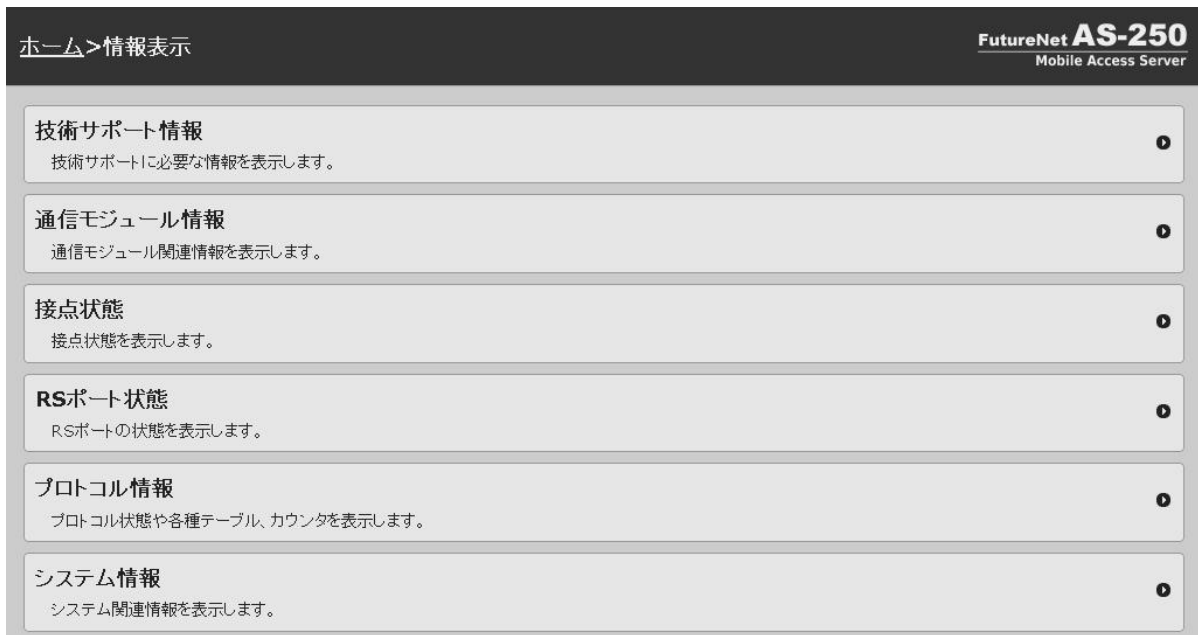 ホーム>情報表示
FutureNet AS-250
Mobile Access Server
技術サポート情報
技術サポートに必要な情報を表示します。
通信モジュール情報
通信モジュール関連情報を表示します。
接点状態
接点状態を表示します。
RSポート状態
RSポートの状態を表示します。
プロトコル情報
プロトコル状態や各種テーブル、カウンタを表示します。
システム情報
システム関連情報を表示します。